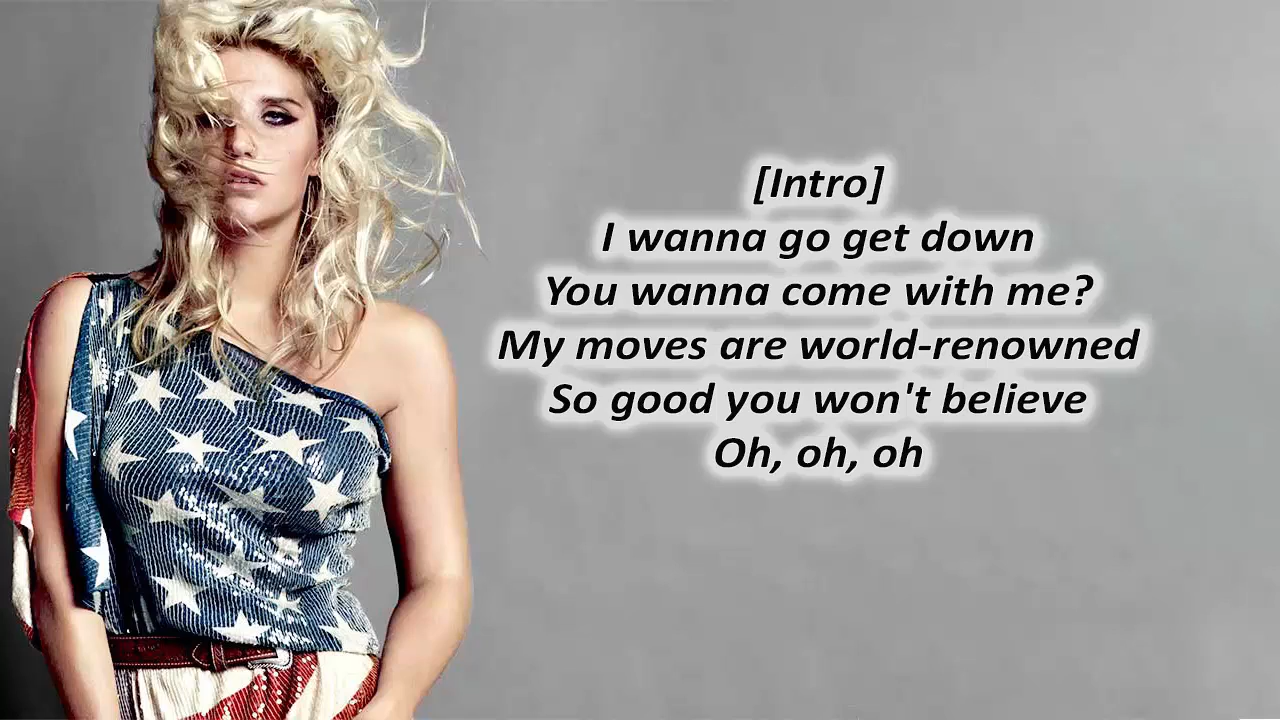 [Intro]
I wanna go get down
You wanna come with me?
My moves are world-renowned
So good you won't believe
Oh, oh, oh